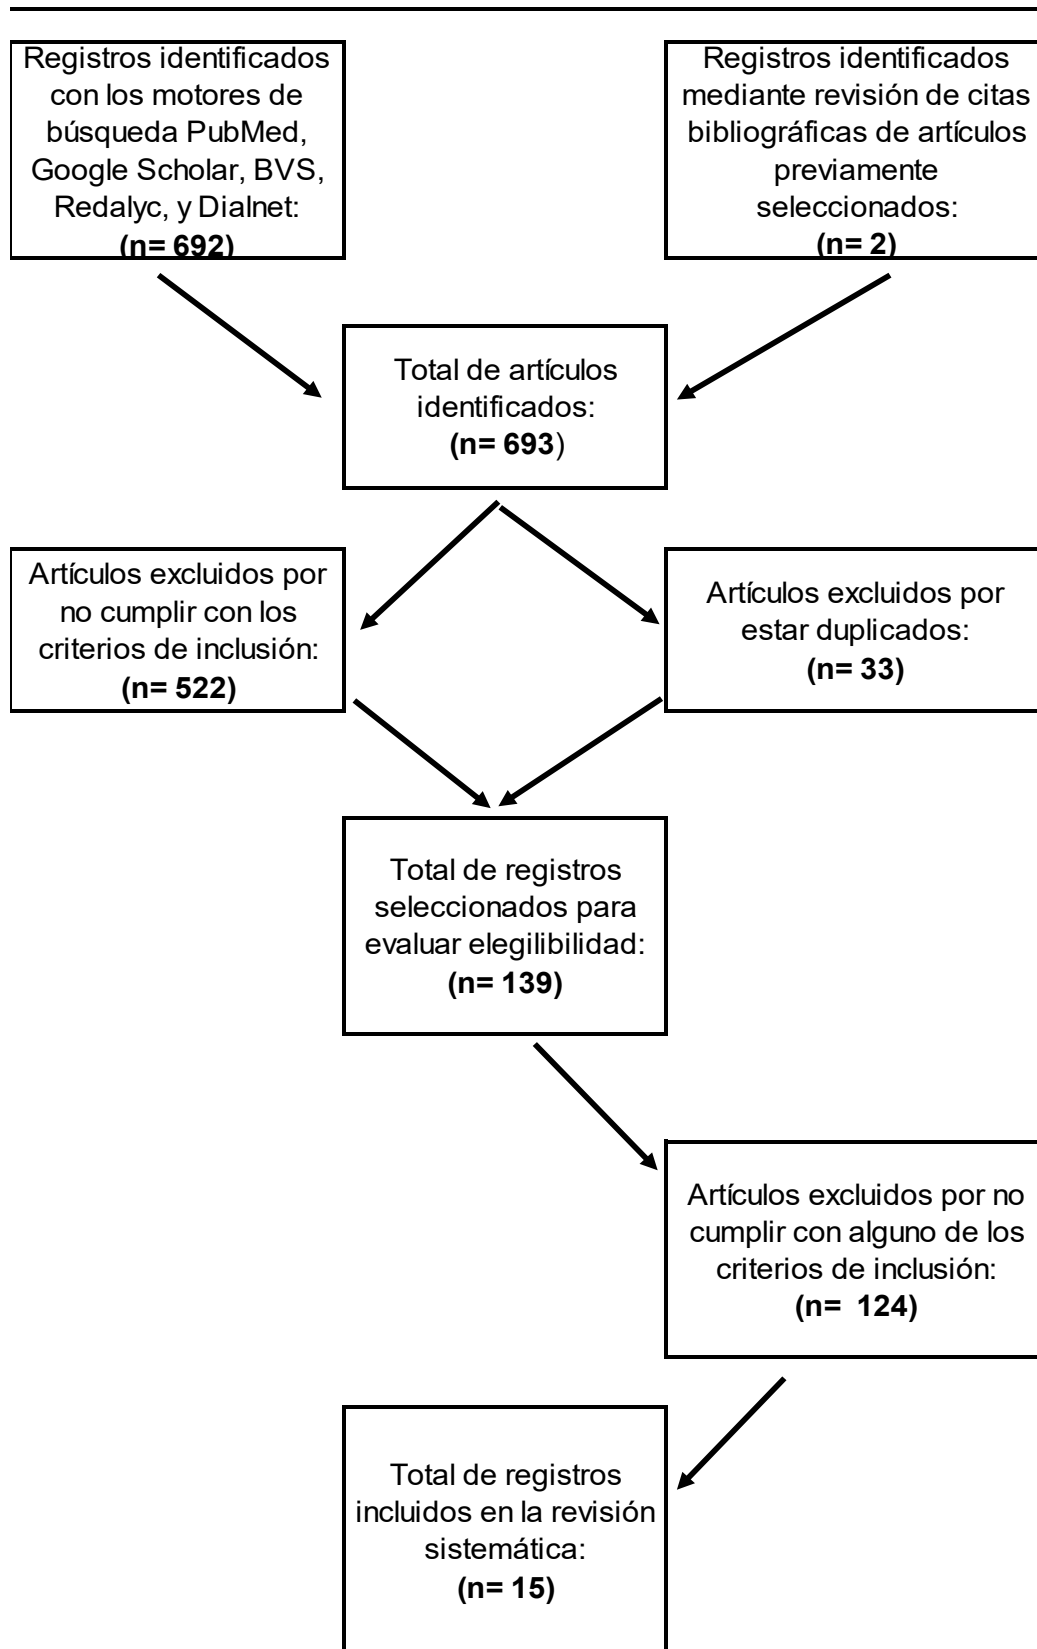 Registros identificados
con los motores de
búsqueda PubMed,
Google Scholar, BVS,
Redalyc, y Dialnet:
(n= 692)
Registros identificados
mediante revisión de citas
bibliográficas de artículos
previamente
seleccionados:
(n= 2)
Total de artículos
identificados:
(n= 693)
Artículos excluidos por
no cumplir con los
criterios de inclusión:
(n= 522)
Artículos excluidos por
estar duplicados:
(n= 33)
Total de registros
seleccionados para
evaluar elegilibilidad:
(n= 139)
Artículos excluidos por no
cumplir con alguno de los
criterios de inclusión:
(n=  124)
Total de registros
incluidos en la revisión
sistemática:
(n= 15)